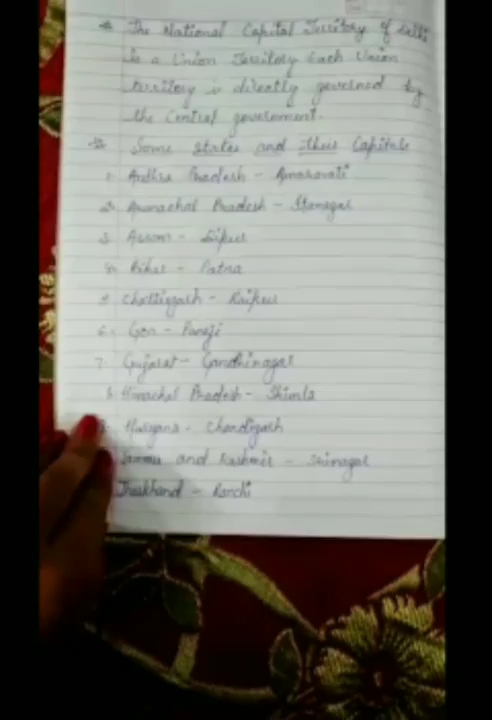 The National Capital Territory of Delhi
is a Union Territory Each Union
territory is directly governed by
the Central government.
Some states and their Capitals
1. Andhra Pradesh - Amaravati
2. Arunachal Pradesh - Itanagar
3. Assam - Dispur
4. Bihar - Patna
5. Chattisgarh - Raipur
6. Goa - Panaji
7. Gujarat - Gandhinagar
8. Himachal Pradesh - Shimla
Haryana - Chandigarh
Jammu and Kashmir - Srinagar
Jharkhand - Ranchi